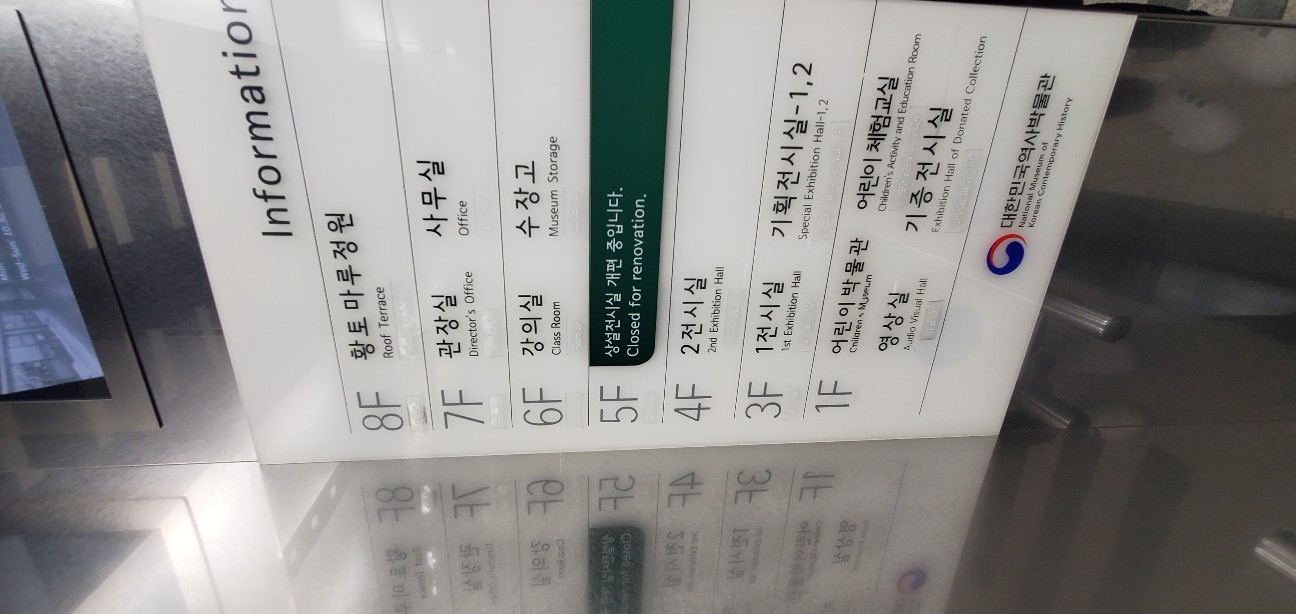 Information
8F
황토마루정원
Roof Terrace
7F
관장실 사무실
Director's Office Office
6F
강의실 수장고
Class Room Museum Storage
5F
상설전시실 개편 중입니다.
Closed for renovation.
4F
2전시실
2nd Exhibition Hall
3F
1전시실 기획전시실-1,2
1st Exhibition Hall Special Exhibition Hall-1,2
1F
어린이박물관 어린이 체험교실
Children's Museum Children's Activity and Education Room
영상실 기증전시실
Audio Visual Hall Exhibition Hall of Donated Collection
대한민국역사박물관
National Museum of
Korean Contemporary History